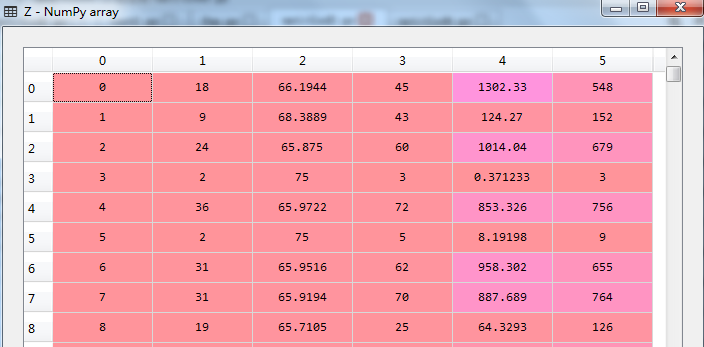 Z - NumPy array
0 1 2 3 4 5
0 0 18 66.1944 45 1302.33 548
1 1 9 68.3889 43 124.27 152
2 2 24 65.875 60 1014.04 679
3 3 2 75 3 0.371233 3
4 4 36 65.9722 72 853.326 756
5 5 2 75 5 8.19198 9
6 6 31 65.9516 62 958.302 655
7 7 31 65.9194 70 887.689 764
8 8 19 65.7105 25 64.3293 126